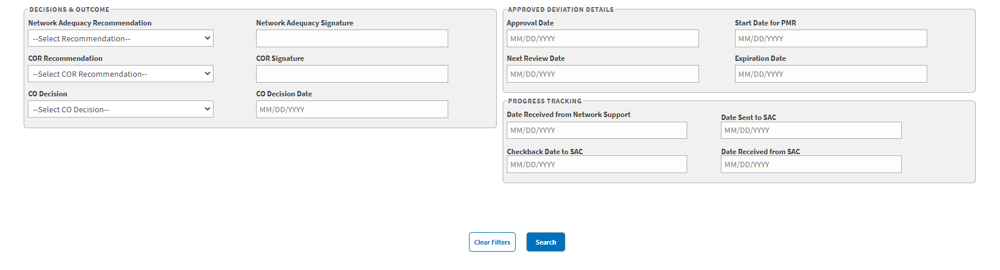 DECISIONS & OUTCOME
Network Adequacy Recommendation
Network Adequacy Signature
--Select Recommendation--
COR Recommendation
COR Signature
--Select COR Recommendation--
CO Decision
CO Decision Date
--Select CO Decision--
MM/DD/YYYY
APPROVED DEVIATION DETAILS
Approval Date
Start Date for PMR
MM/DD/YYYY
MM/DD/YYYY
Next Review Date
Expiration Date
MM/DD/YYYY
MM/DD/YYYY
PROGRESS TRACKING
Date Received from Network Support
Date Sent to SAC
MM/DD/YYYY
MM/DD/YYYY
Checkback Date to SAC
Date Received from SAC
MM/DD/YYYY
MM/DD/YYYY
Clear Filters
Search